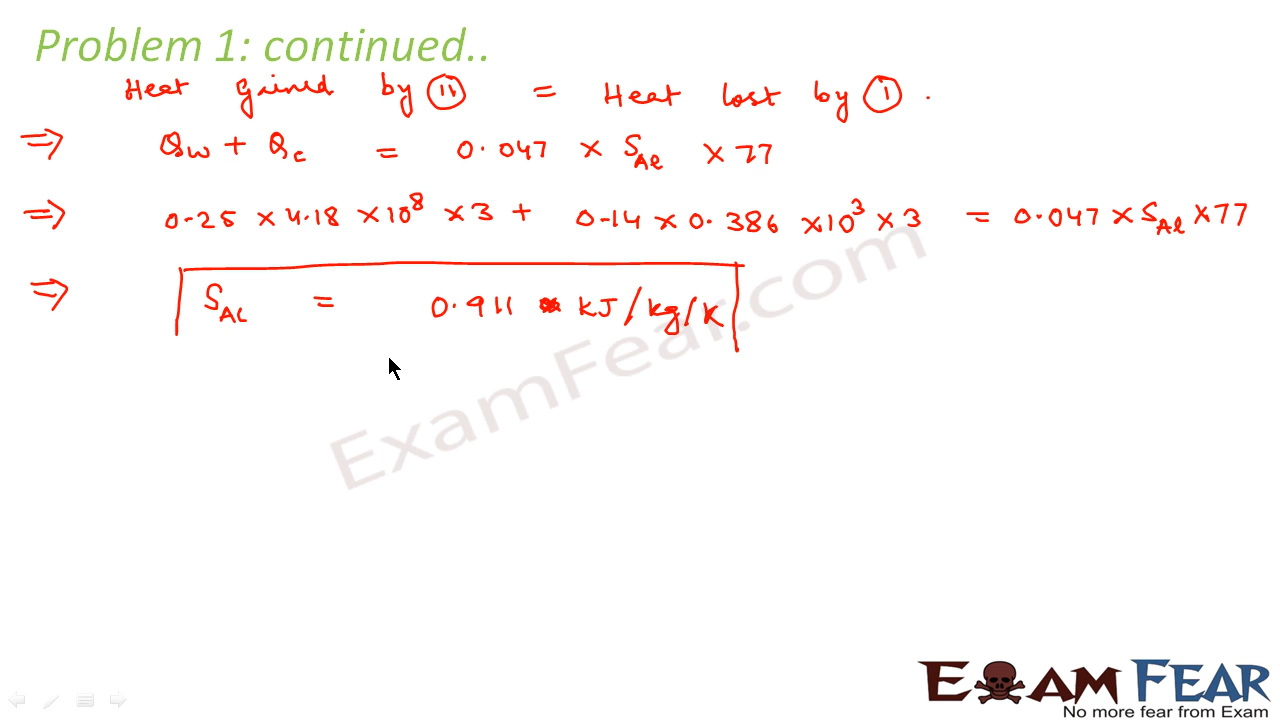 Problem 1: continued..
Heat gained by (11) = Heat lost by (1) .
⇒ Qw + Qc = 0.047 × SAl × 77
⇒ 0.25 × 4.18 × 10^8 × 3 + 0.14 × 0.386 × 10^3 × 3 = 0.047 × SAl × 77
⇒ SAl = 0.911 kJ/kg/K
ExamFear.com
EXAM FEAR
No more fear from Exam